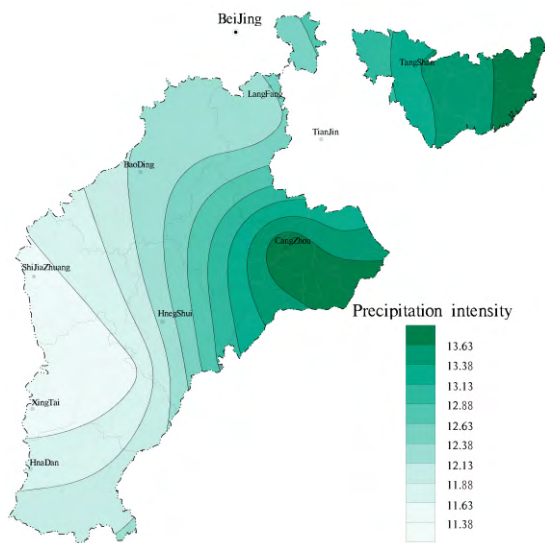 BeiJing
TangShan
LangFang
TianJin
BaoDing
CangZhou
ShiJiaZhuang
HnegShui
Precipitation intensity
13.63
13.38
13.13
12.88
12.63
12.38
12.13
11.88
11.63
11.38
XingTai
HnaDan